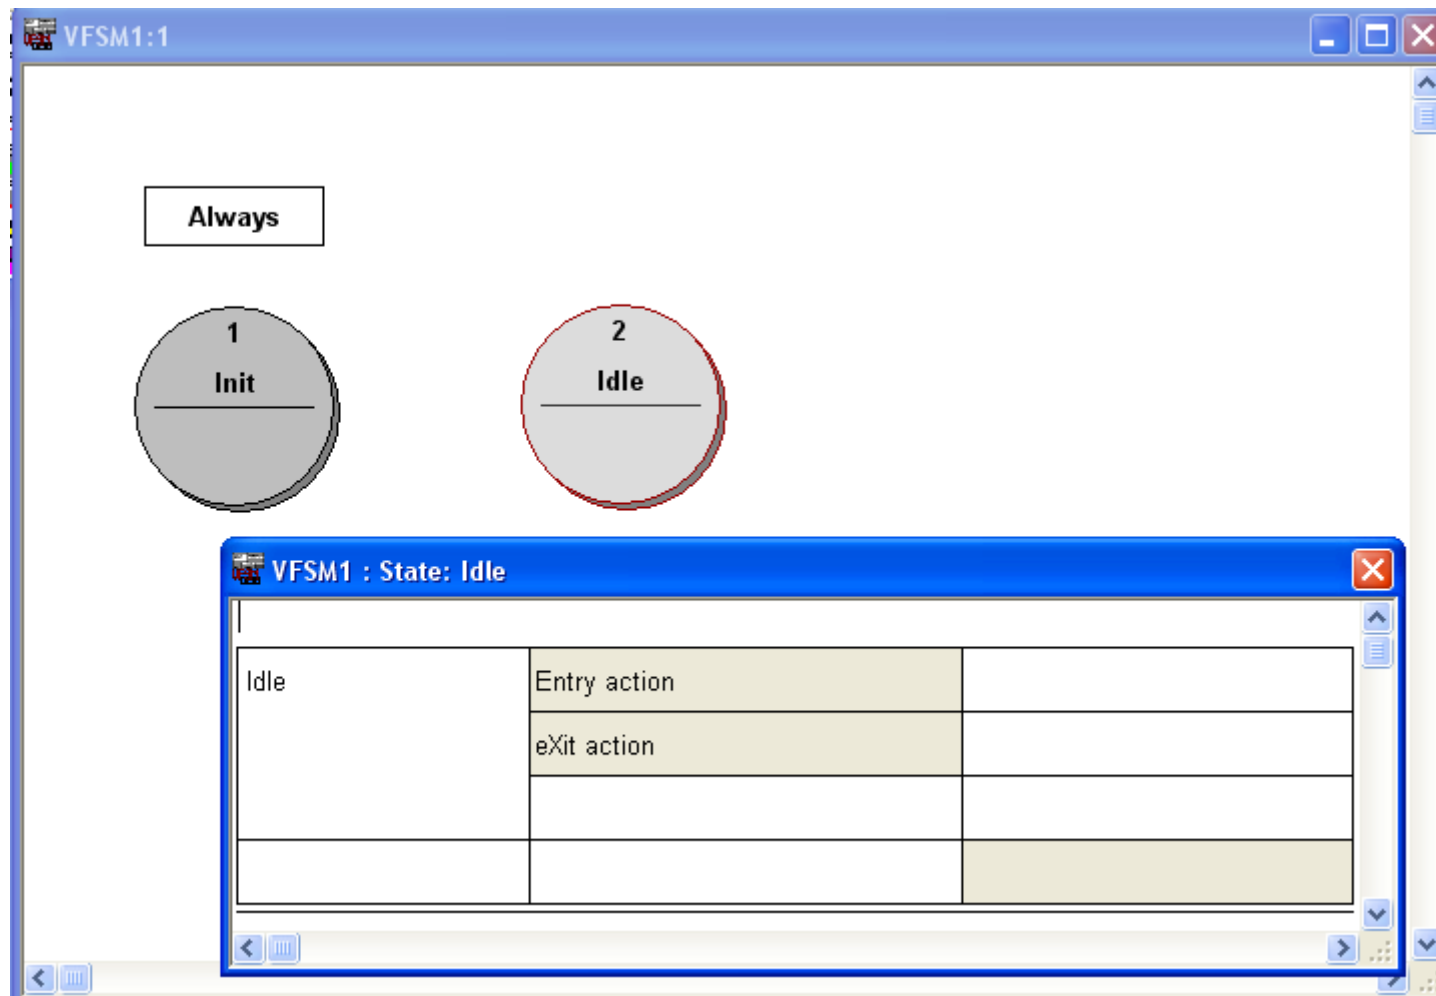 VFSM1:1
Always
1
Init
2
Idle
VFSM1 : State: Idle
Idle
Entry action
eXit action